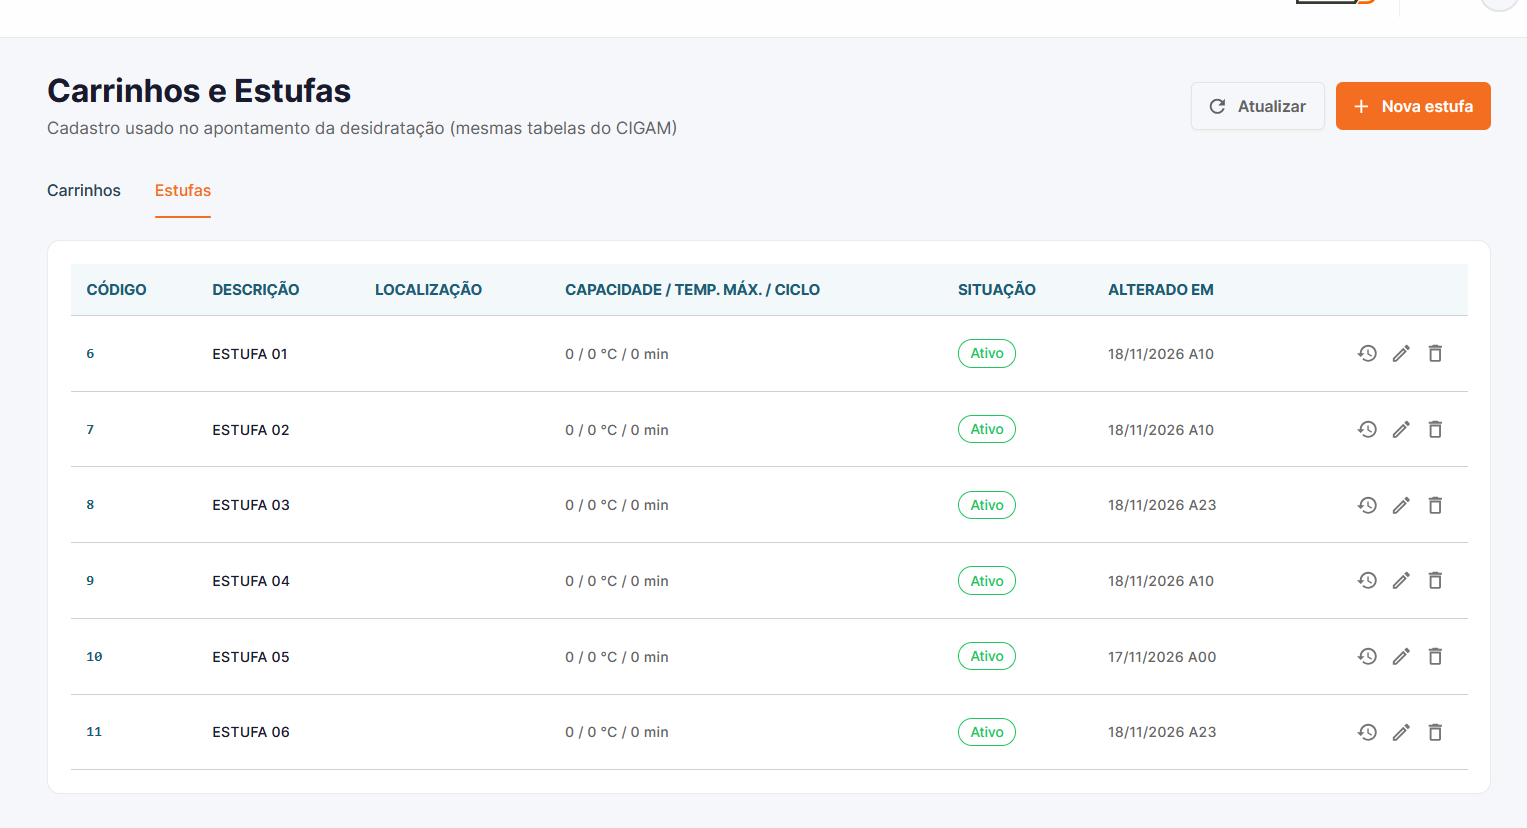 Carrinhos e Estufas
Cadastro usado no apontamento da desidratação (mesmas tabelas do CIGAM)
Atualizar
+ Nova estufa
Carrinhos Estufas
CÓDIGO DESCRIÇÃO LOCALIZAÇÃO CAPACIDADE / TEMP. MÁX. / CICLO SITUAÇÃO ALTERADO EM
6 ESTUFA 01 0 / 0 °C / 0 min Ativo 18/11/2026 A10
7 ESTUFA 02 0 / 0 °C / 0 min Ativo 18/11/2026 A10
8 ESTUFA 03 0 / 0 °C / 0 min Ativo 18/11/2026 A23
9 ESTUFA 04 0 / 0 °C / 0 min Ativo 18/11/2026 A10
10 ESTUFA 05 0 / 0 °C / 0 min Ativo 17/11/2026 A00
11 ESTUFA 06 0 / 0 °C / 0 min Ativo 18/11/2026 A23